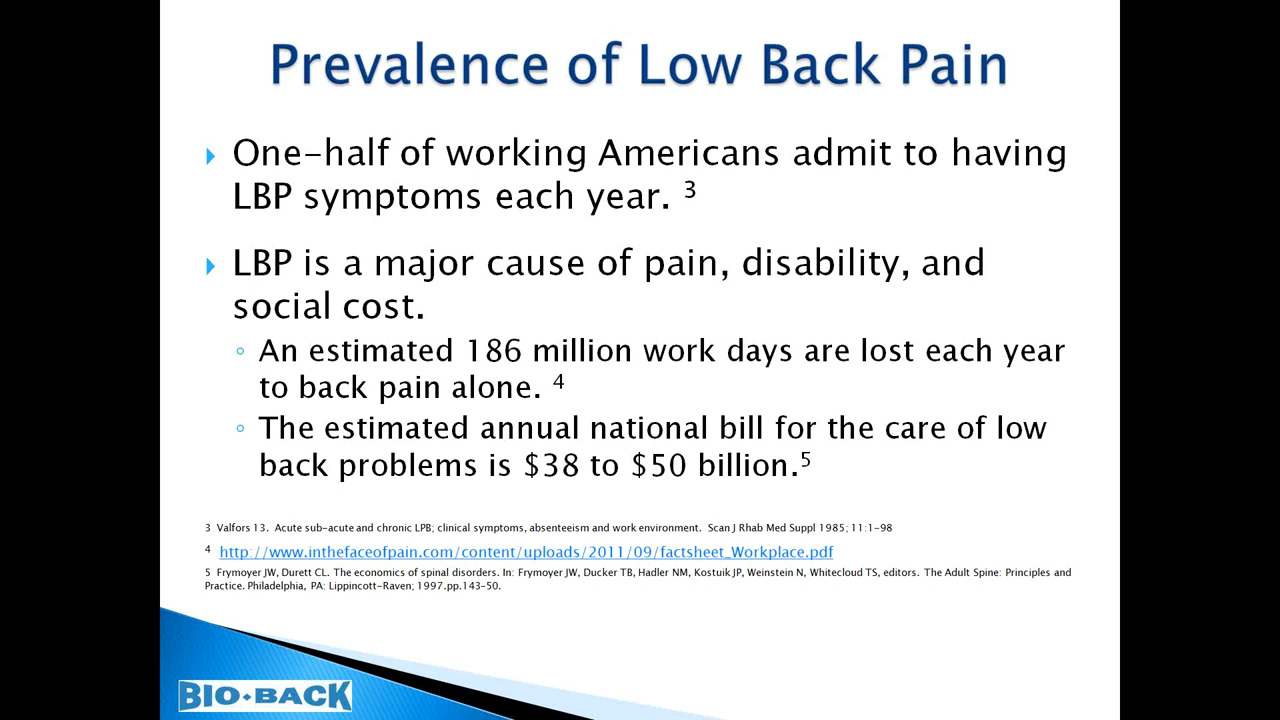 Prevalence of Low Back Pain
One-half of working Americans admit to having
LBP symptoms each year. 3
LBP is a major cause of pain, disability, and
social cost.
An estimated 186 million work days are lost each year
to back pain alone. 4
The estimated annual national bill for the care of low
back problems is $38 to $50 billion.5
3 Valfors 13. Acute sub-acute and chronic LPB; clinical symptoms, absenteeism and work environment. Scan J Rhab Med Suppl 1985; 11:1-98
4 http://www.inthefaceofpain.com/content/uploads/2011/09/factsheet_Workplace.pdf
5 Frymoyer JW, Durett CL. The economics of spinal disorders. In: Frymoyer JW, Ducker TB, Hadler NM, Kostuik JP, Weinstein N, Whitecloud TS, editors. The Adult Spine: Principles and
Practice. Philadelphia, PA: Lippincott-Raven; 1997.pp.143-50.
BIO•BACK